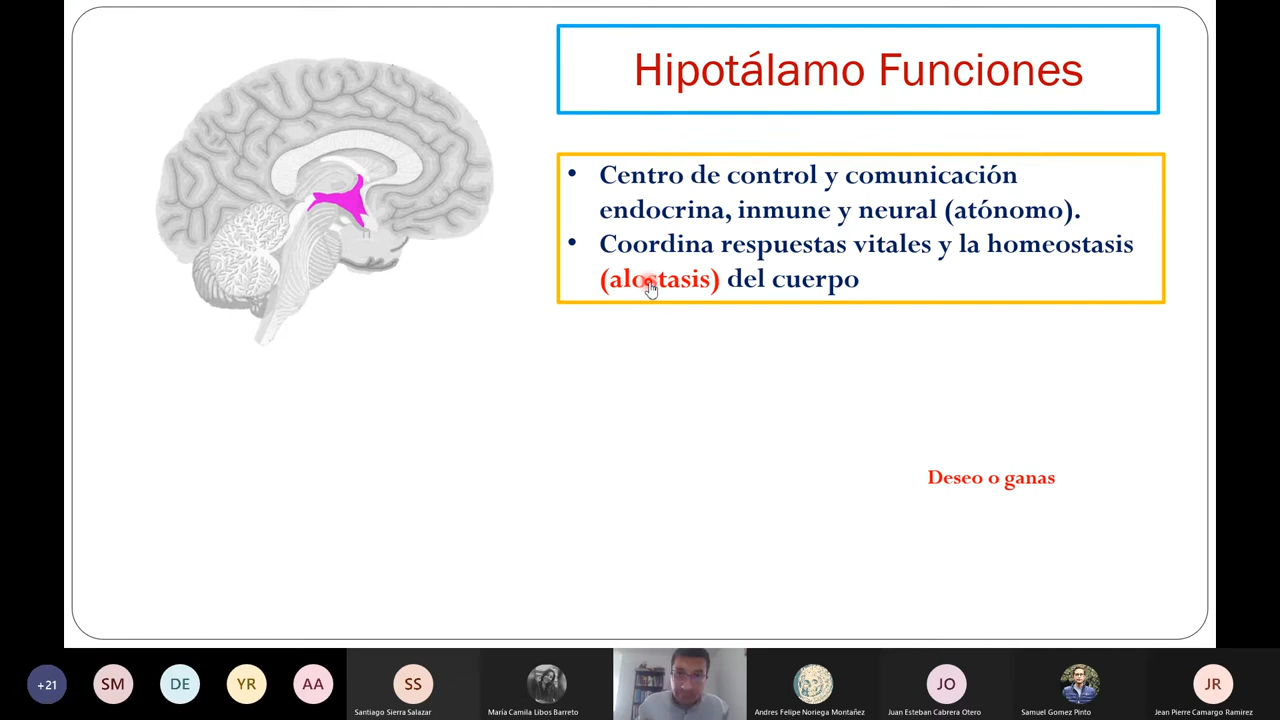 Hipotálamo Funciones
• Centro de control y comunicación
endocrina, inmune y neural (atónomo).
• Coordina respuestas vitales y la homeostasis
(alostasis) del cuerpo
Deseo o ganas
+21
SM
DE
YR
AA
SS
JO
JR
Santiago Sierra Salazar
María Camila Libos Barreto
Andres Felipe Noriega Montañez
Juan Esteban Cabrera Otero
Samuel Gomez Pinto
Jean Pierre Camargo Ramirez